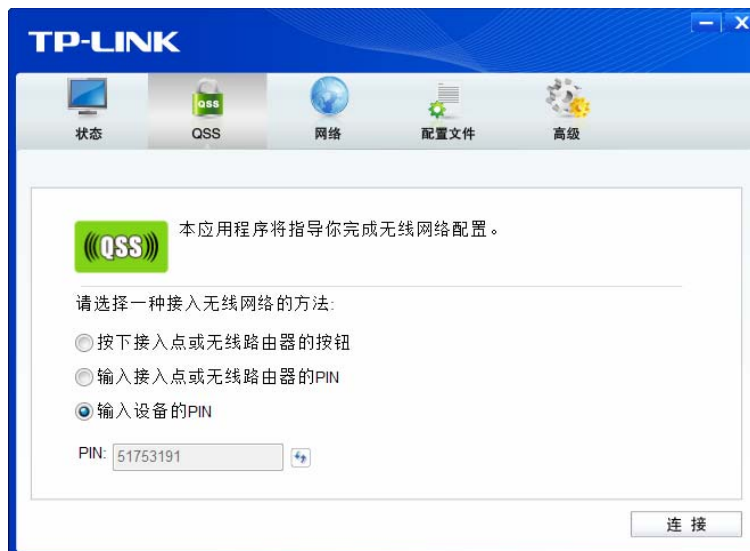 TP-LINK
QSS
状态
QSS
网络
配置文件
高级
QSS
本应用程序将指导你完成无线网络配置。
请选择一种接入无线网络的方法:
按下接入点或无线路由器的按钮
输入接入点或无线路由器的PIN
输入设备的PIN
PIN: 51753191
连接